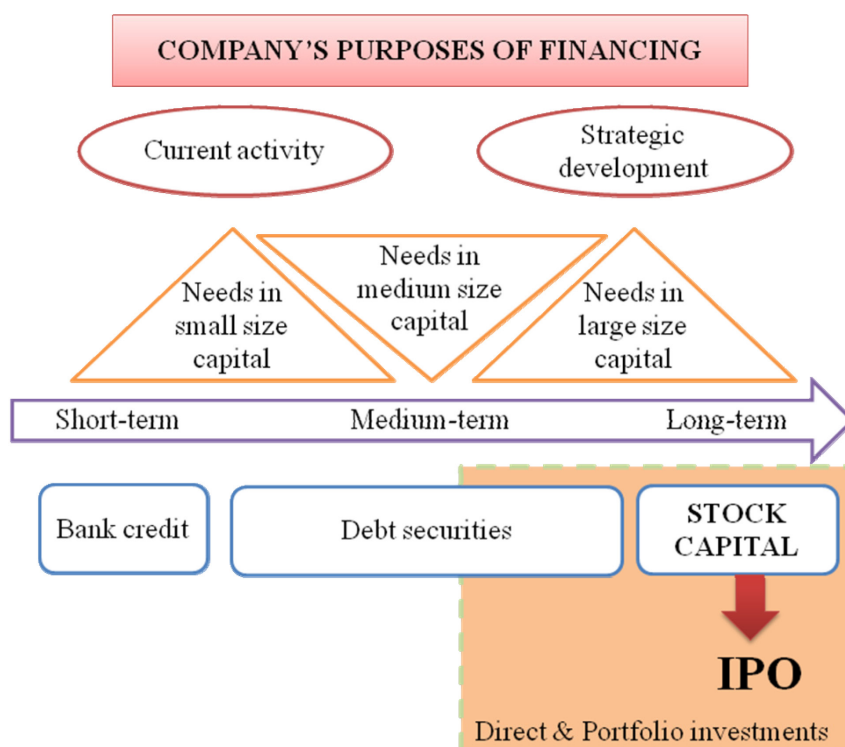 COMPANY'S PURPOSES OF FINANCING
Current activity
Strategic
development
Needs in
small size
capital
Needs in
medium size
capital
Needs in
large size
capital
Short-term
Medium-term
Long-term
Bank credit
Debt securities
STOCK
CAPITAL
IPO
Direct & Portfolio investments